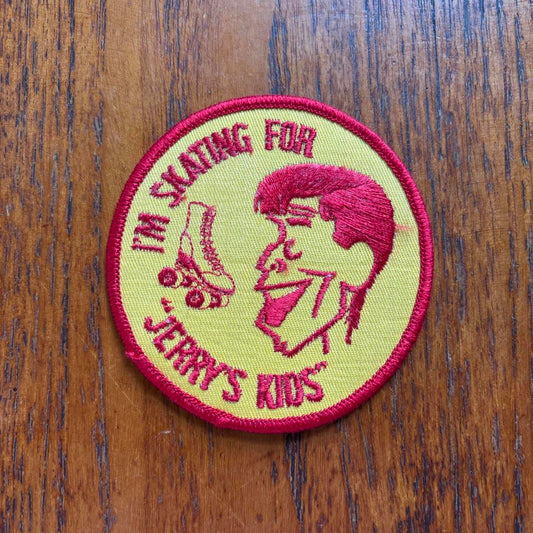 I'M SKATING FOR
"JERRY'S KIDS"